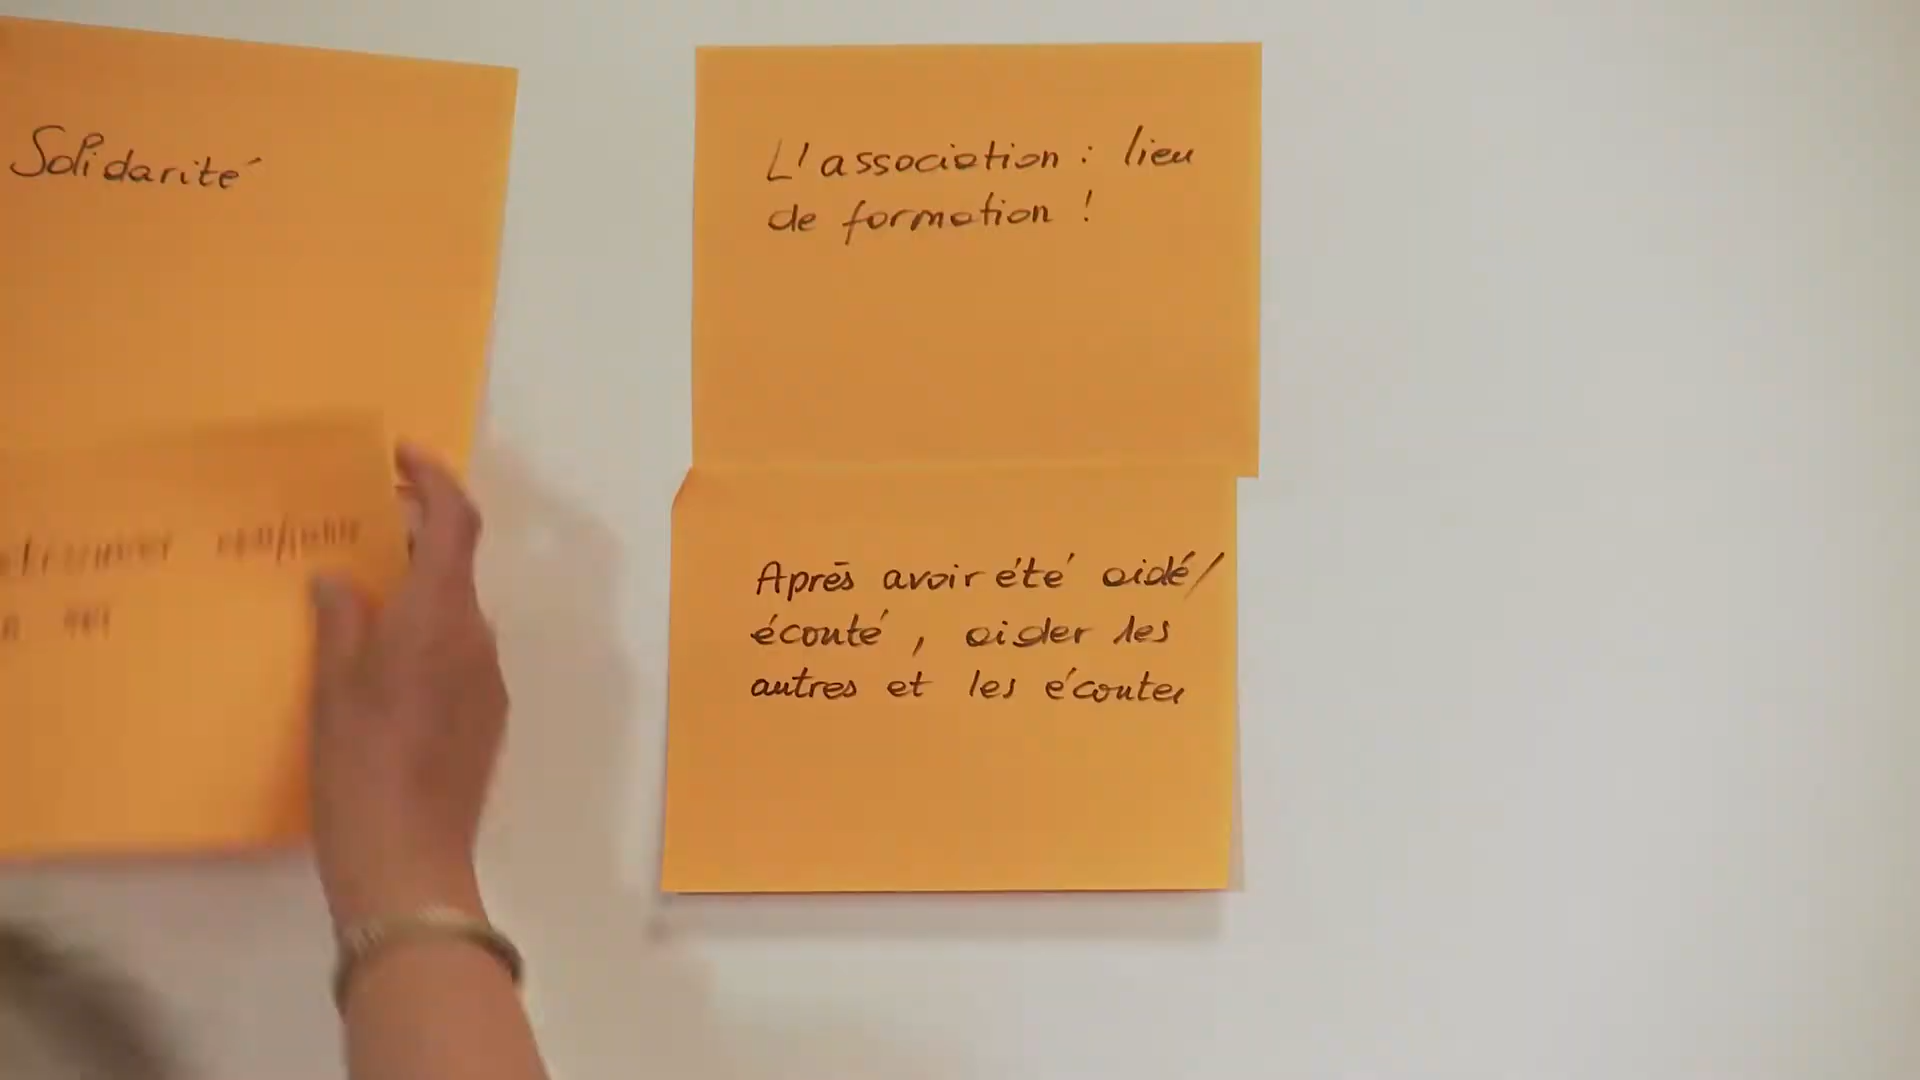 Solidarité
L'association : lieu
de formation !
Après avoir été aidé/
écouté, aider les
autres et les écouter